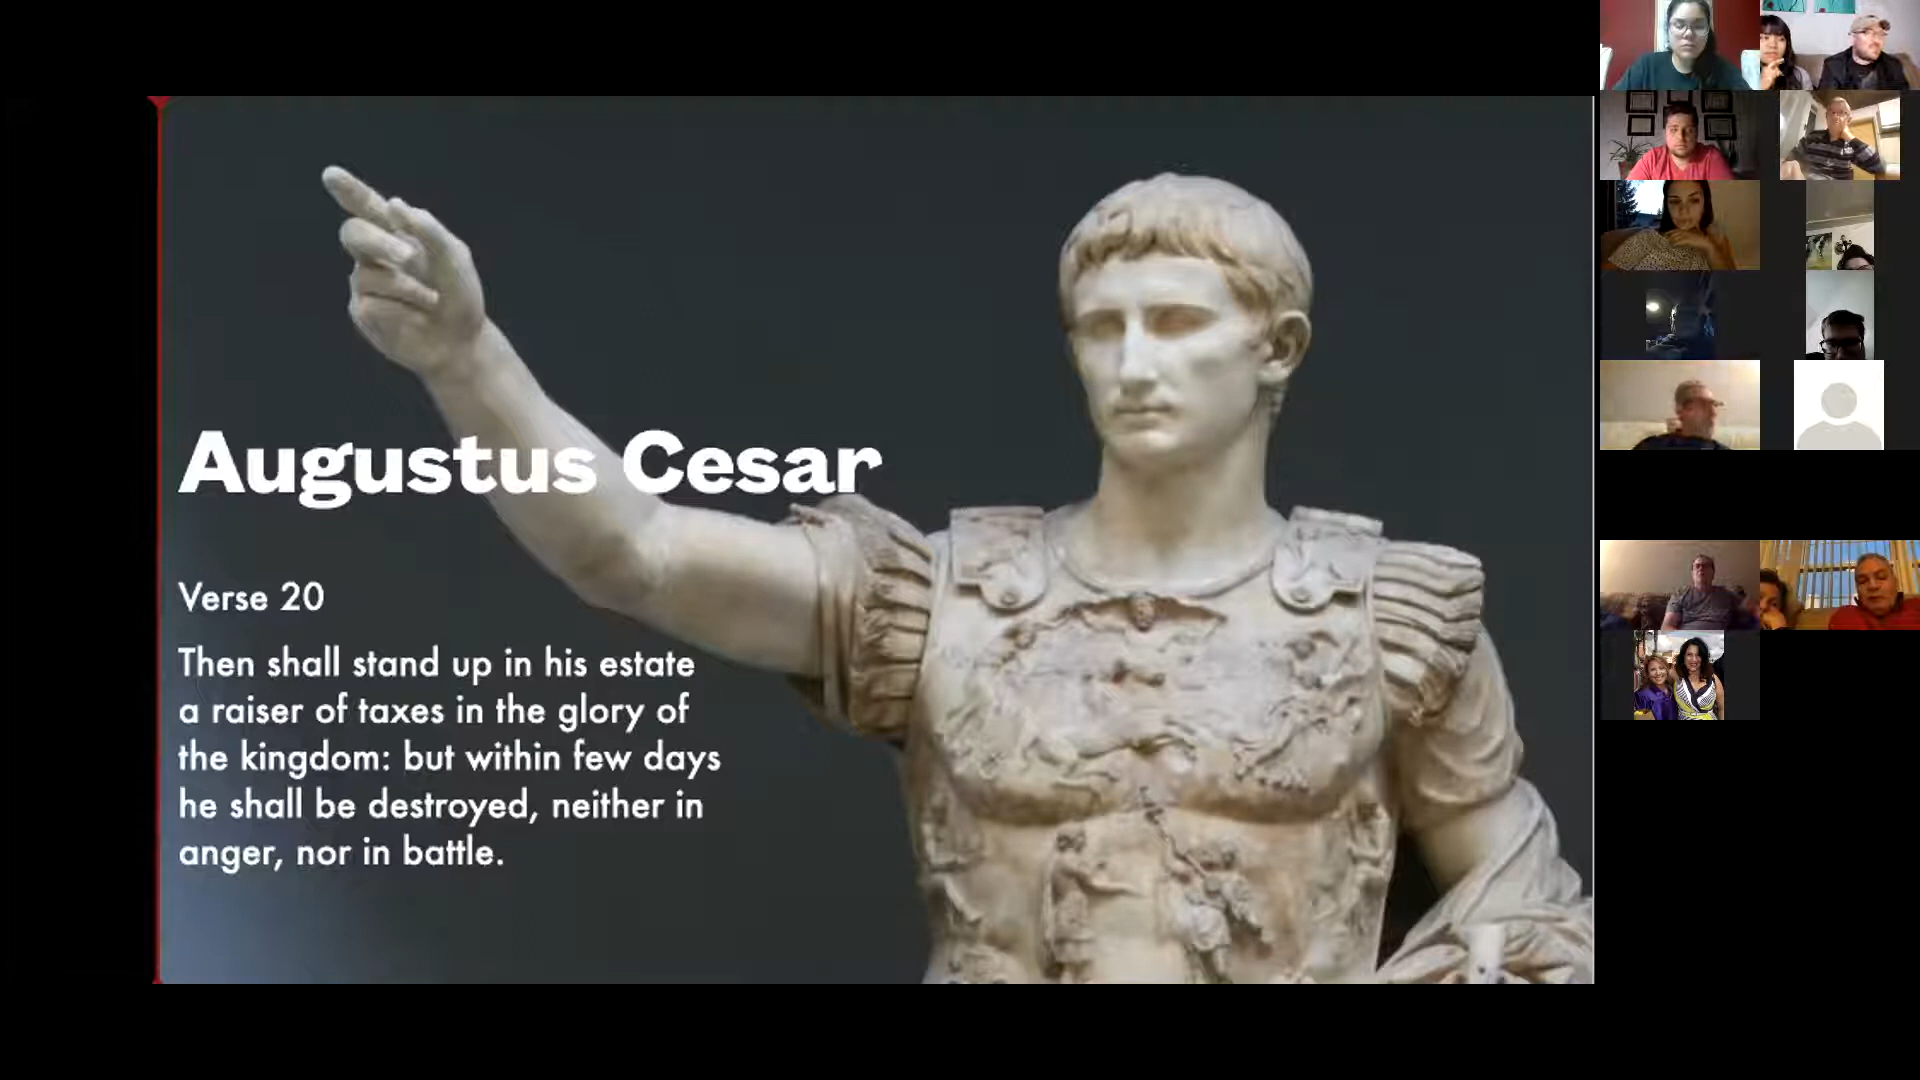 Augustus Cesar
Verse 20
Then shall stand up in his estate
a raiser of taxes in the glory of
the kingdom: but within few days
he shall be destroyed, neither in
anger, nor in battle.